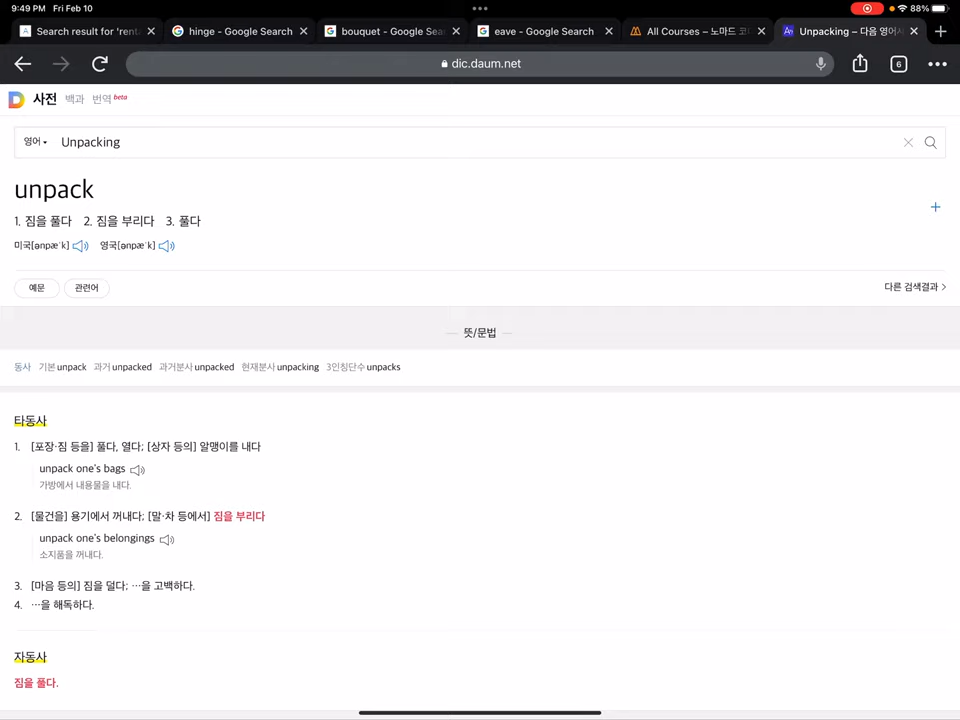 9:49 PM Fri Feb 10
88%
Search result for 'rent
hinge - Google Search
bouquet - Google Sea
eave - Google Search
All Courses – 노마드 코
Unpacking – 다음 영어사
dic.daum.net
6
사전 백과 번역 beta
영어 Unpacking
unpack
1. 짐을 풀다 2. 짐을 부리다 3. 풀다
미국[ənpæˈk] 영국[ənpæˈk]
예문 관련어 다른 검색결과
뜻/문법
동사 기본 unpack 과거 unpacked 과거분사 unpacked 현재분사 unpacking 3인칭단수 unpacks
타동사
1. [포장·짐 등을] 풀다, 열다; [상자 등의] 알맹이를 내다
unpack one's bags
가방에서 내용물을 내다.
2. [물건을] 용기에서 꺼내다; [말·차 등에서] 짐을 부리다
unpack one's belongings
소지품을 꺼내다.
3. [마음 등의] 짐을 덜다; …을 고백하다.
4. …을 해독하다.
자동사
짐을 풀다.